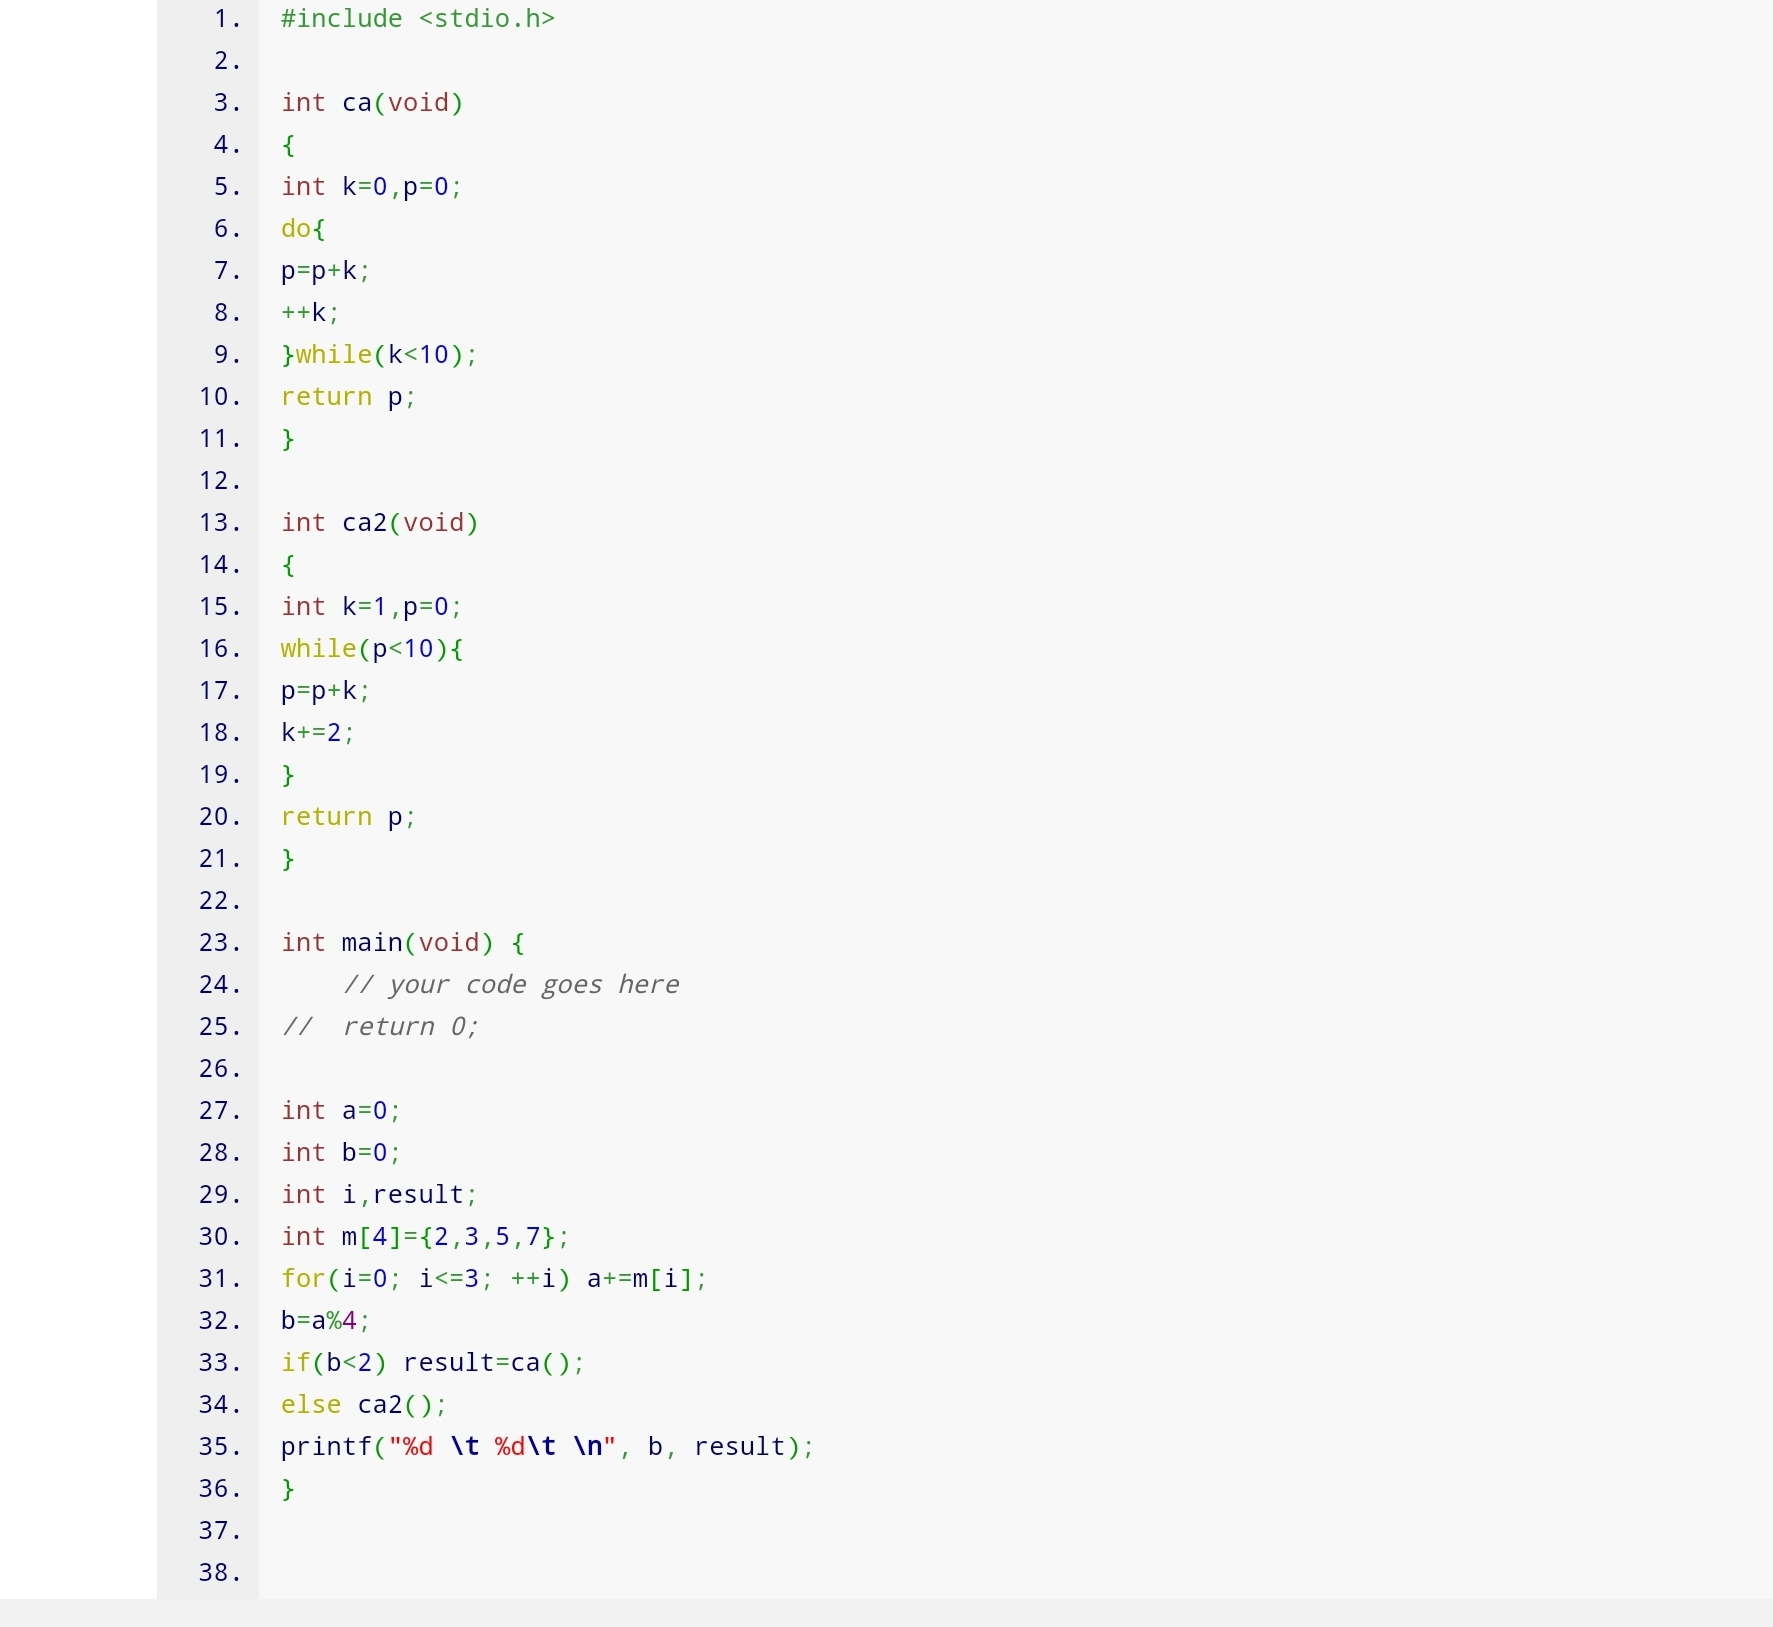 1. #include <stdio.h>
2.
3. int ca(void)
4. {
5. int k=0,p=0;
6. do{
7. p=p+k;
8. ++k;
9. }while(k<10);
10. return p;
11. }
12.
13. int ca2(void)
14. {
15. int k=1,p=0;
16. while(p<10){
17. p=p+k;
18. k+=2;
19. }
20. return p;
21. }
22.
23. int main(void) {
24.     // your code goes here
25. //  return 0;
26.
27. int a=0;
28. int b=0;
29. int i,result;
30. int m[4]={2,3,5,7};
31. for(i=0; i<=3; ++i) a+=m[i];
32. b=a%4;
33. if(b<2) result=ca();
34. else ca2();
35. printf("%d \t %d\t \n", b, result);
36. }
37.
38.